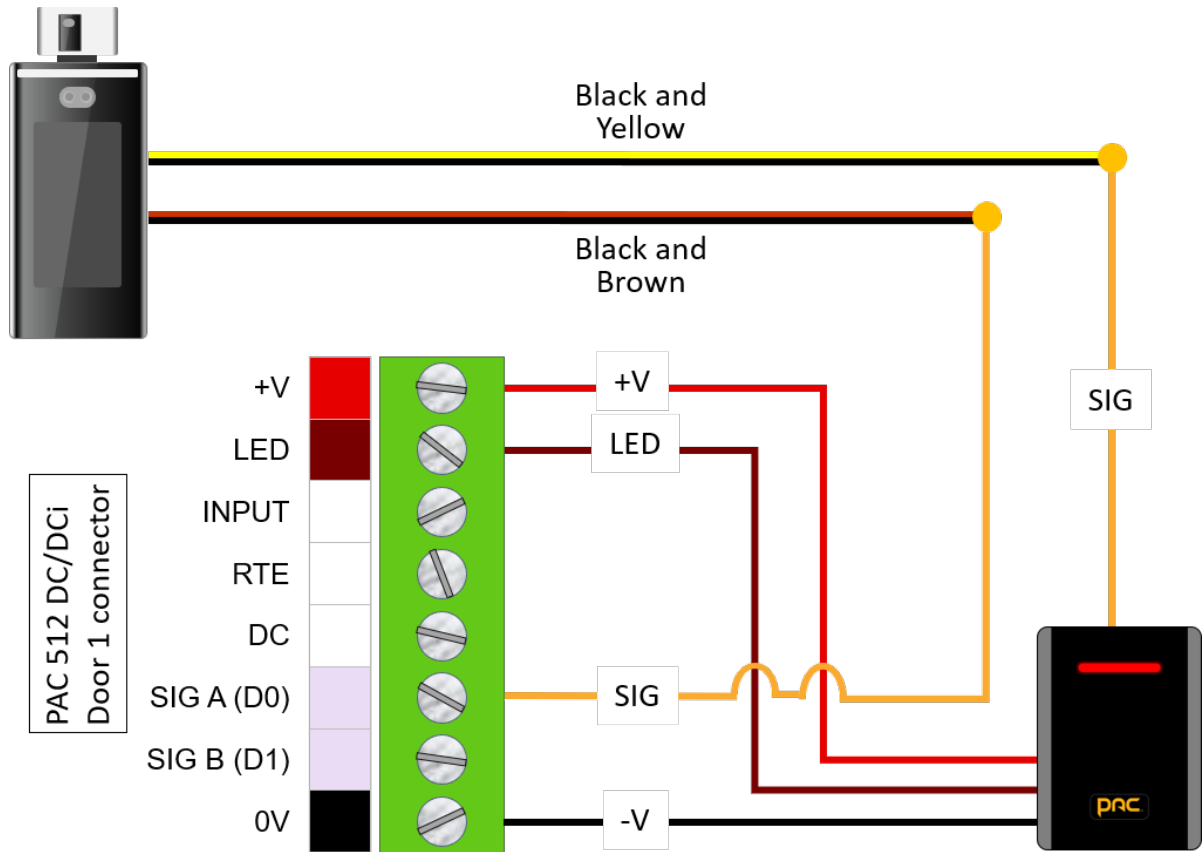 Black and
Yellow
Black and
Brown
+V
+V
SIG
LED
LED
INPUT
RTE
DC
SIG A (D0)
SIG
SIG B (D1)
0V
-V
PAC 512 DC/DCi
Door 1 connector
pac